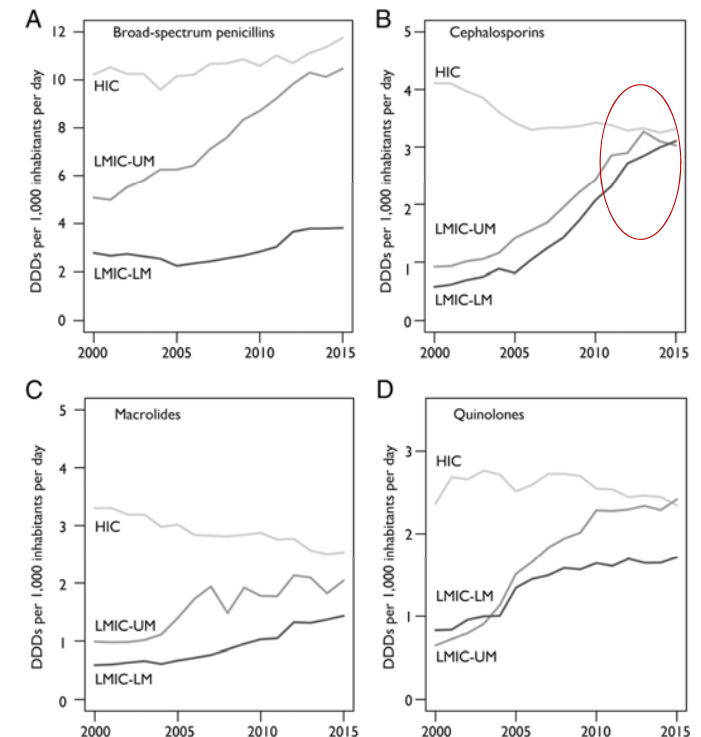 A
Broad-spectrum penicillins
DDDs per 1,000 inhabitants per day
12
10
8
6
4
2
0
HIC
LMIC-UM
LMIC-LM
2000 2005 2010 2015
B
Cephalosporins
DDDs per 1,000 inhabitants per day
5
4
3
2
1
0
HIC
LMIC-UM
LMIC-LM
2000 2005 2010 2015
C
Macrolides
DDDs per 1,000 inhabitants per day
5
4
3
2
1
0
HIC
LMIC-UM
LMIC-LM
2000 2005 2010 2015
D
Quinolones
DDDs per 1,000 inhabitants per day
3
2
1
0
HIC
LMIC-LM
LMIC-UM
2000 2005 2010 2015